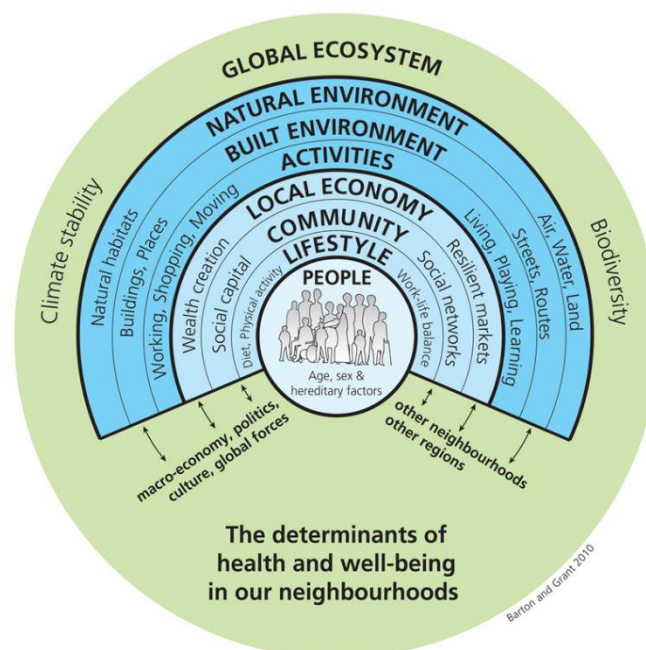 GLOBAL ECOSYSTEM
NATURAL ENVIRONMENT
BUILT ENVIRONMENT
ACTIVITIES
LOCAL ECONOMY
COMMUNITY
LIFESTYLE
PEOPLE
Age, sex &
hereditary factors
Climate stability
Natural habitats
Buildings, Places
Working, Shopping, Moving
Wealth creation
Social capital
Diet, Physical activity
Work-life balance
Social networks
Resilient markets
Living, Playing, Learning
Streets, Routes
Air, Water, Land
Biodiversity
macro-economy, politics,
culture, global forces
other neighbourhoods
other regions
The determinants of
health and well-being
in our neighbourhoods
Barton and Grant 2010